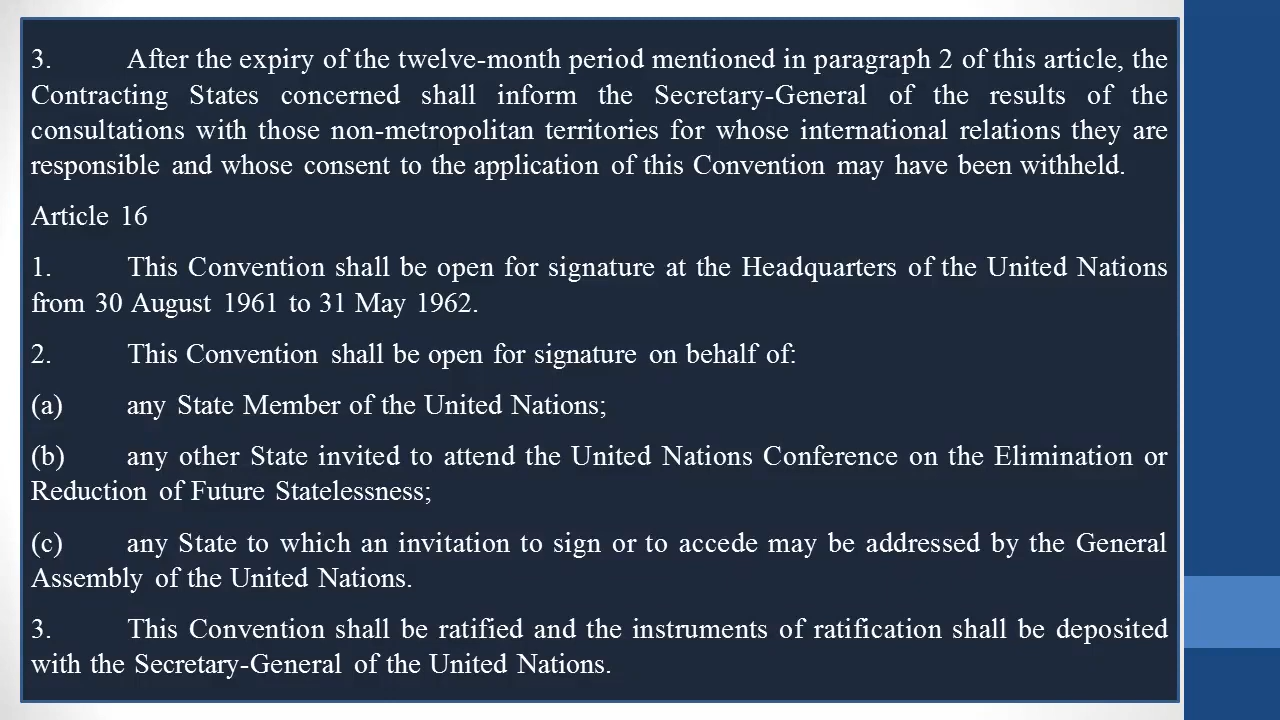 3. After the expiry of the twelve-month period mentioned in paragraph 2 of this article, the
Contracting States concerned shall inform the Secretary-General of the results of the
consultations with those non-metropolitan territories for whose international relations they are
responsible and whose consent to the application of this Convention may have been withheld.
Article 16
1. This Convention shall be open for signature at the Headquarters of the United Nations
from 30 August 1961 to 31 May 1962.
2. This Convention shall be open for signature on behalf of:
(a) any State Member of the United Nations;
(b) any other State invited to attend the United Nations Conference on the Elimination or
Reduction of Future Statelessness;
(c) any State to which an invitation to sign or to accede may be addressed by the General
Assembly of the United Nations.
3. This Convention shall be ratified and the instruments of ratification shall be deposited
with the Secretary-General of the United Nations.